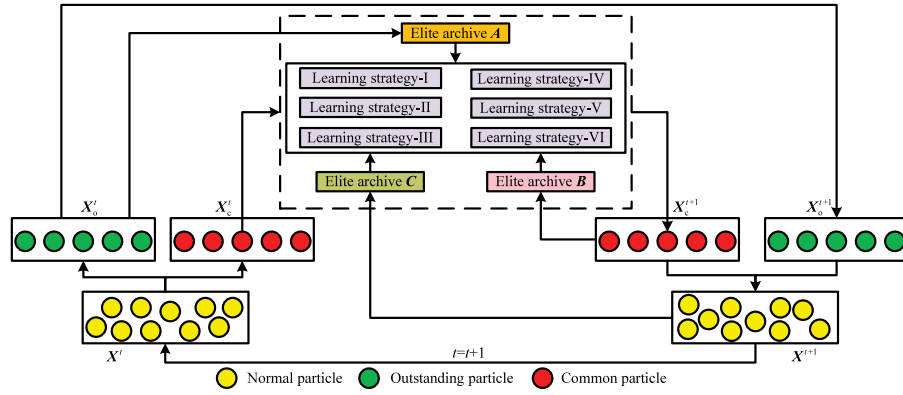 Elite archive A
Learning strategy-I
Learning strategy-IV
Learning strategy-II
Learning strategy-V
Learning strategy-III
Learning strategy-VI
Elite archive C
Elite archive B
X_o^t
X_c^t
X_c^{t+1}
X_o^{t+1}
X^t
t=t+1
X^{t+1}
Normal particle
Outstanding particle
Common particle